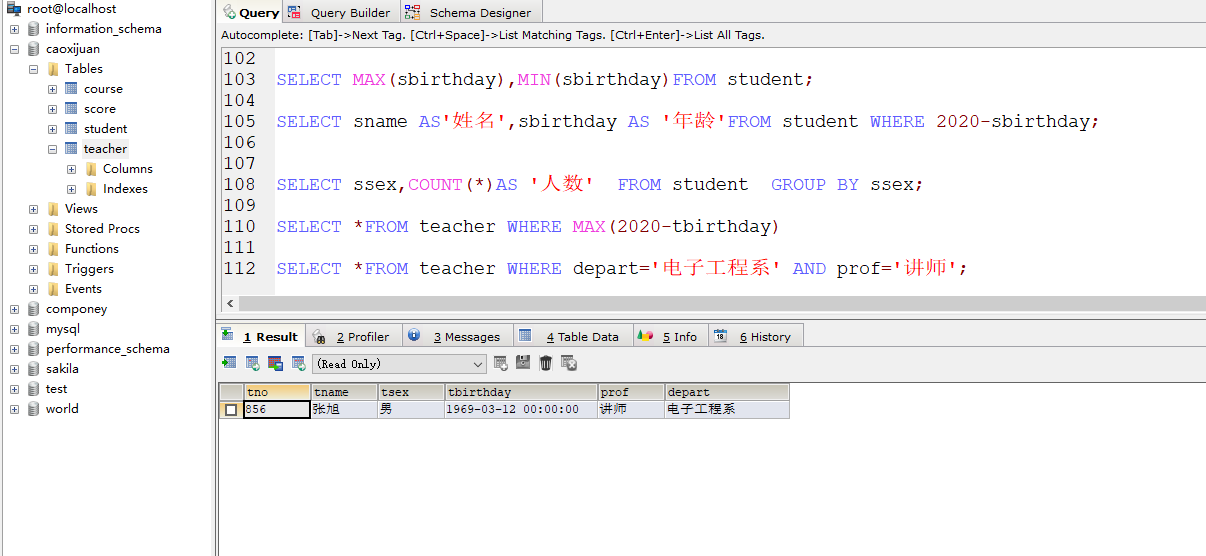 root@localhost
information_schema
caoxijuan
Tables
course
score
student
teacher
Columns
Indexes
Views
Stored Procs
Functions
Triggers
Events
componey
mysql
performance_schema
sakila
test
world
Query Query Builder Schema Designer
Autocomplete: [Tab]->Next Tag. [Ctrl+Space]->List Matching Tags. [Ctrl+Enter]->List All Tags.
102
103 SELECT MAX(sbirthday),MIN(sbirthday)FROM student;
104
105 SELECT sname AS'姓名',sbirthday AS '年龄'FROM student WHERE 2020-sbirthday;
106
107
108 SELECT ssex,COUNT(*)AS '人数' FROM student GROUP BY ssex;
109
110 SELECT *FROM teacher WHERE MAX(2020-tbirthday)
111
112 SELECT *FROM teacher WHERE depart='电子工程系' AND prof='讲师';
1 Result 2 Profiler 3 Messages 4 Table Data 5 Info 18 6 History
(Read Only)
tno tname tsex tbirthday prof depart
856 张旭 男 1969-03-12 00:00:00 讲师 电子工程系